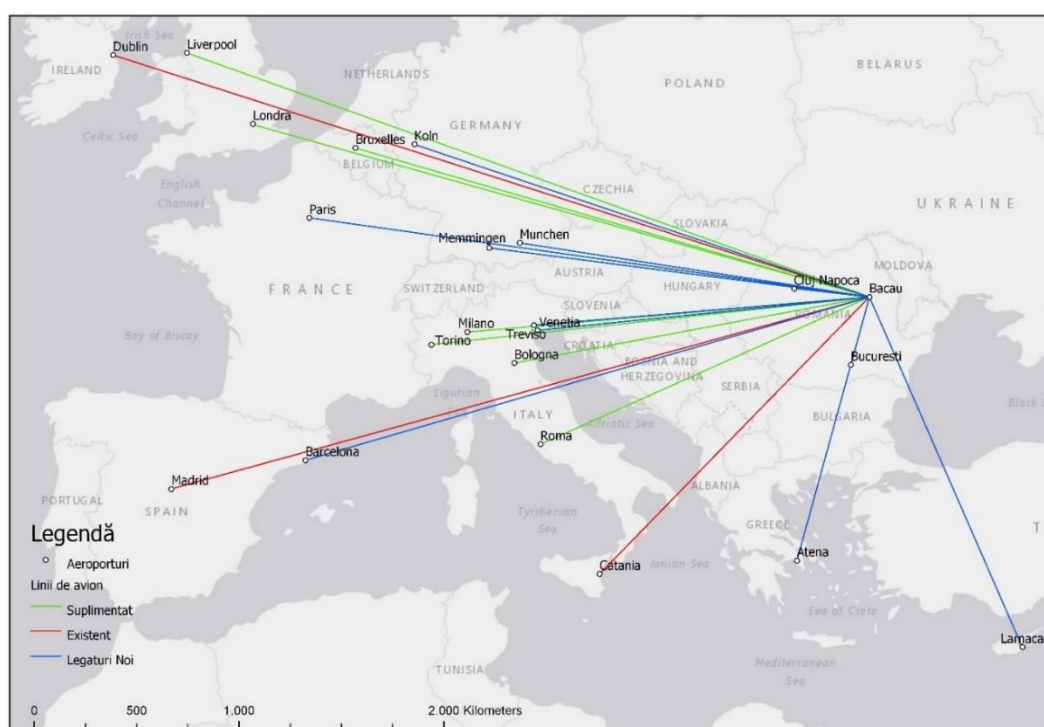 Irish Sea
Dublin
Liverpool
IRELAND
NETHERLANDS
POLAND
BELARUS
Londra
Celtic Sea
Bruxelles
Koln
GERMANY
BELGIUM
English
Channel
CZECHIA
UKRAINE
Paris
SLOVAKIA
Memmingen
Munchen
MOLDOVA
AUSTRIA
Cluj Napoca
HUNGARY
Bacau
FRANCE
SWITZERLAND
SLOVENIA
ROMANIA
Bay of Biscay
Milano
Venetia
Torino
Treviso
CROATIA
Bologna
BOSNIA AND
HERZEGOVINA
Bucuresti
SERBIA
Ligurian
Black
ITALY
Adriatic Sea
BULGARIA
Roma
Barcelona
Madrid
ALBANIA
PORTUGAL
SPAIN
Tyrrhenian
Sea
GREECE
Atena
Catania
Ionian Sea
Sea of Crete
Larnaca
Mediterranean
Sea
TUNISIA
Legendă
Aeroporturi
Linii de avion
Suplimentat
Existent
Legaturi Noi
0 500 1.000 2.000 Kilometers